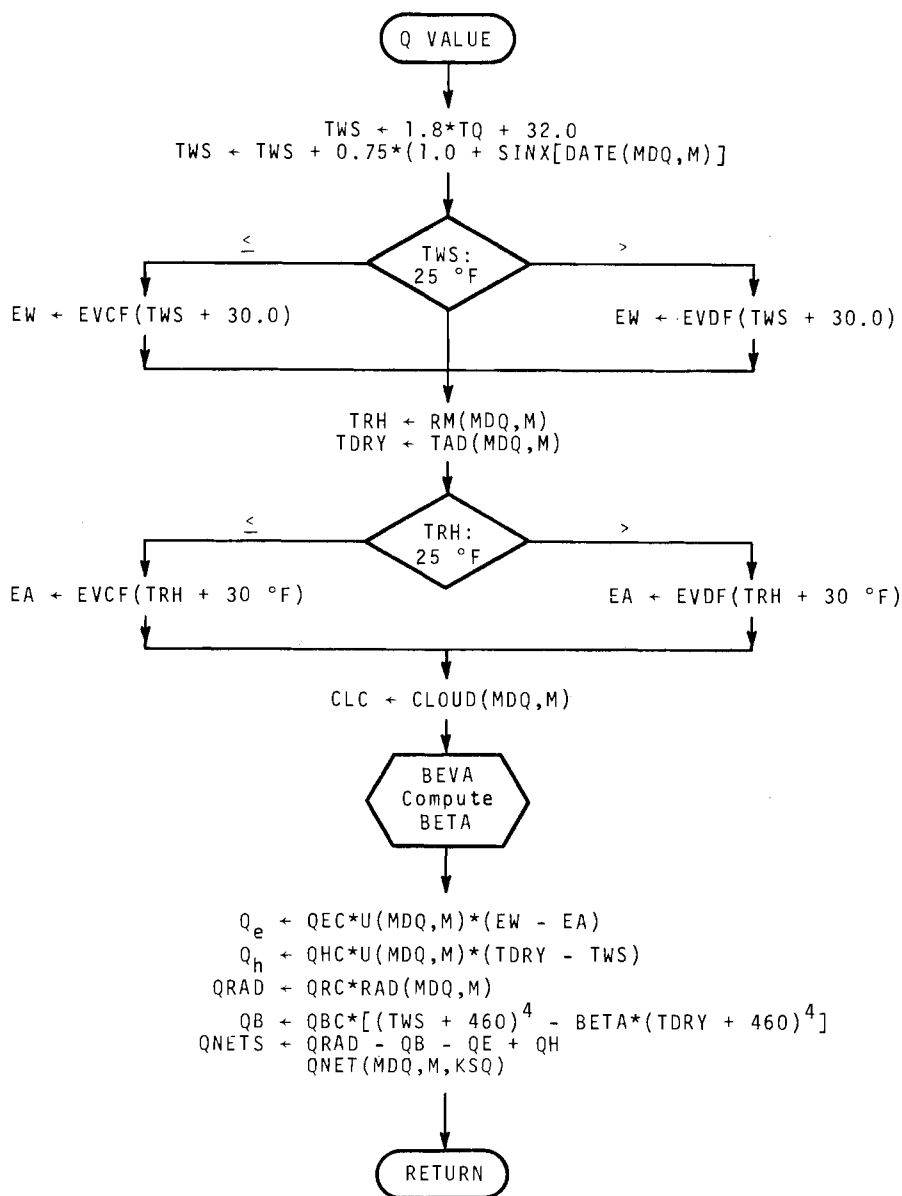 Q VALUE
TWS ← 1.8*TQ + 32.0
TWS ← TWS + 0.75*(1.0 + SINX[DATE(MDQ,M)]
≤
>
TWS:
25 °F
EW ← EVCF(TWS + 30.0)
EW ← EVDF(TWS + 30.0)
TRH ← RM(MDQ,M)
TDRY ← TAD(MDQ,M)
≤
>
TRH:
25 °F
EA ← EVCF(TRH + 30 °F)
EA ← EVDF(TRH + 30 °F)
CLC ← CLOUD(MDQ,M)
BEVA
Compute
BETA
Qe ← QEC*U(MDQ,M)*(EW - EA)
Qh ← QHC*U(MDQ,M)*(TDRY - TWS)
QRAD ← QRC*RAD(MDQ,M)
QB ← QBC*[(TWS + 460)4 - BETA*(TDRY + 460)4]
QNETS ← QRAD - QB - QE + QH
QNET(MDQ,M,KSQ)
RETURN